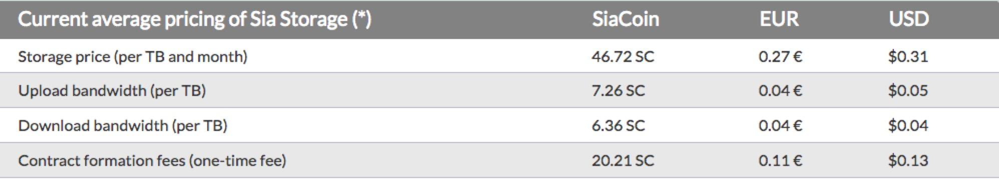 Current average pricing of Sia Storage (*) SiaCoin EUR USD
Storage price (per TB and month) 46.72 SC 0.27 € $0.31
Upload bandwidth (per TB) 7.26 SC 0.04 € $0.05
Download bandwidth (per TB) 6.36 SC 0.04 € $0.04
Contract formation fees (one-time fee) 20.21 SC 0.11 € $0.13